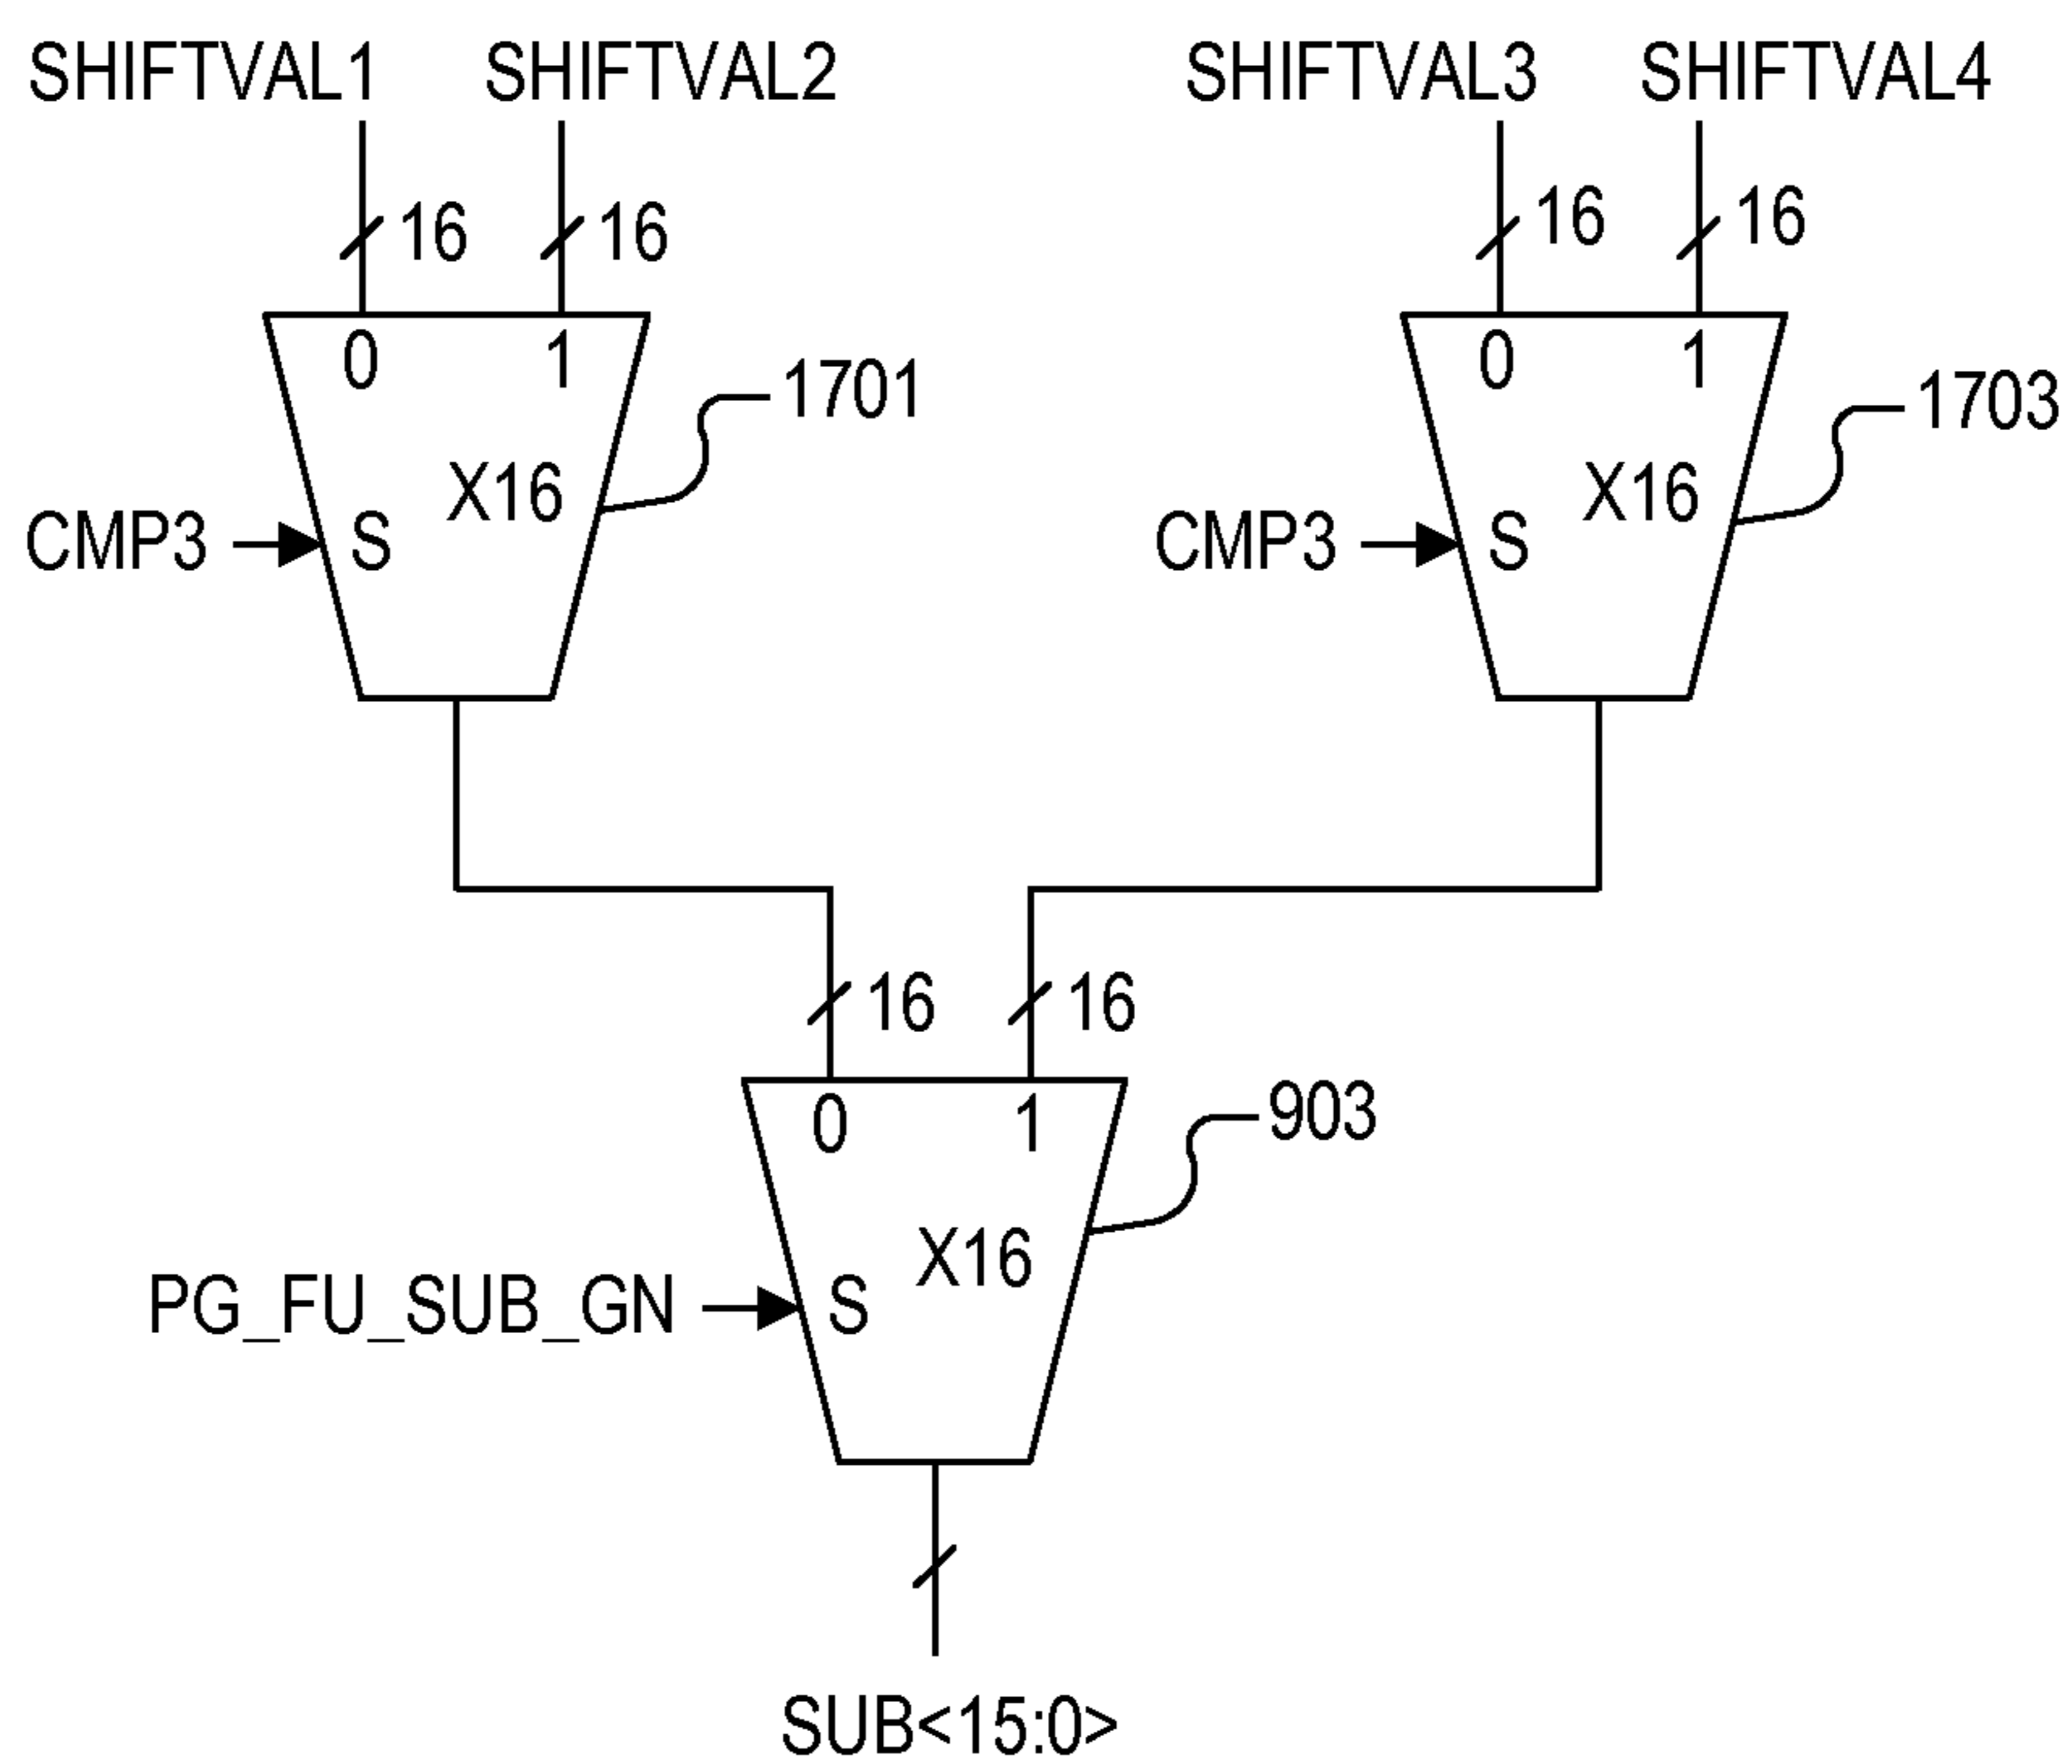 SHIFTVAL1 SHIFTVAL2 SHIFTVAL3 SHIFTVAL4
16 16 16 16
0 1 0 1
1701 1703
X16 X16
CMP3 S CMP3 S
16 16
0 1 903
X16
PG_FU_SUB_GN S
SUB<15:0>